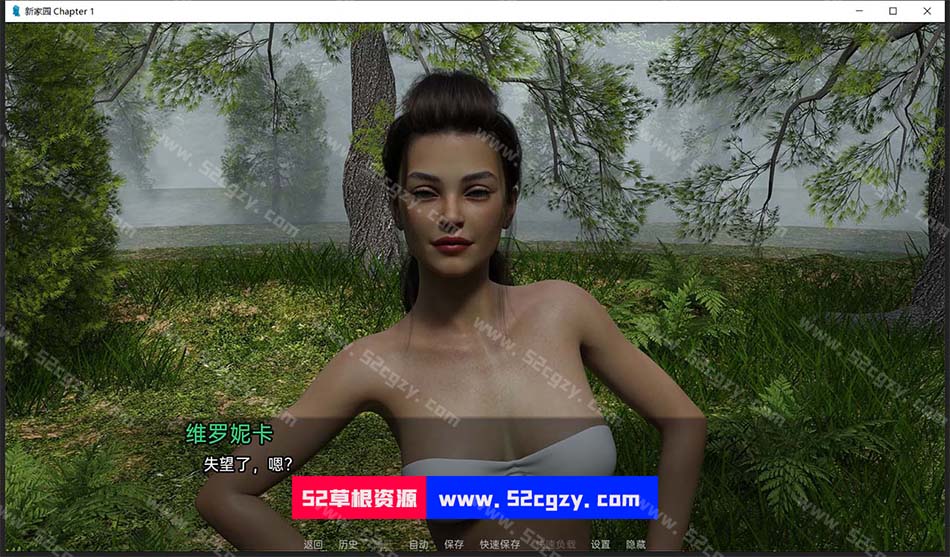 新家园 Chapter 1
维罗妮卡
失望了，嗯？
52草根资源 www.52cgzy.com
返回 历史 自动 保存 快速保存 快速负载 设置 隐藏
www.52cgzy.com